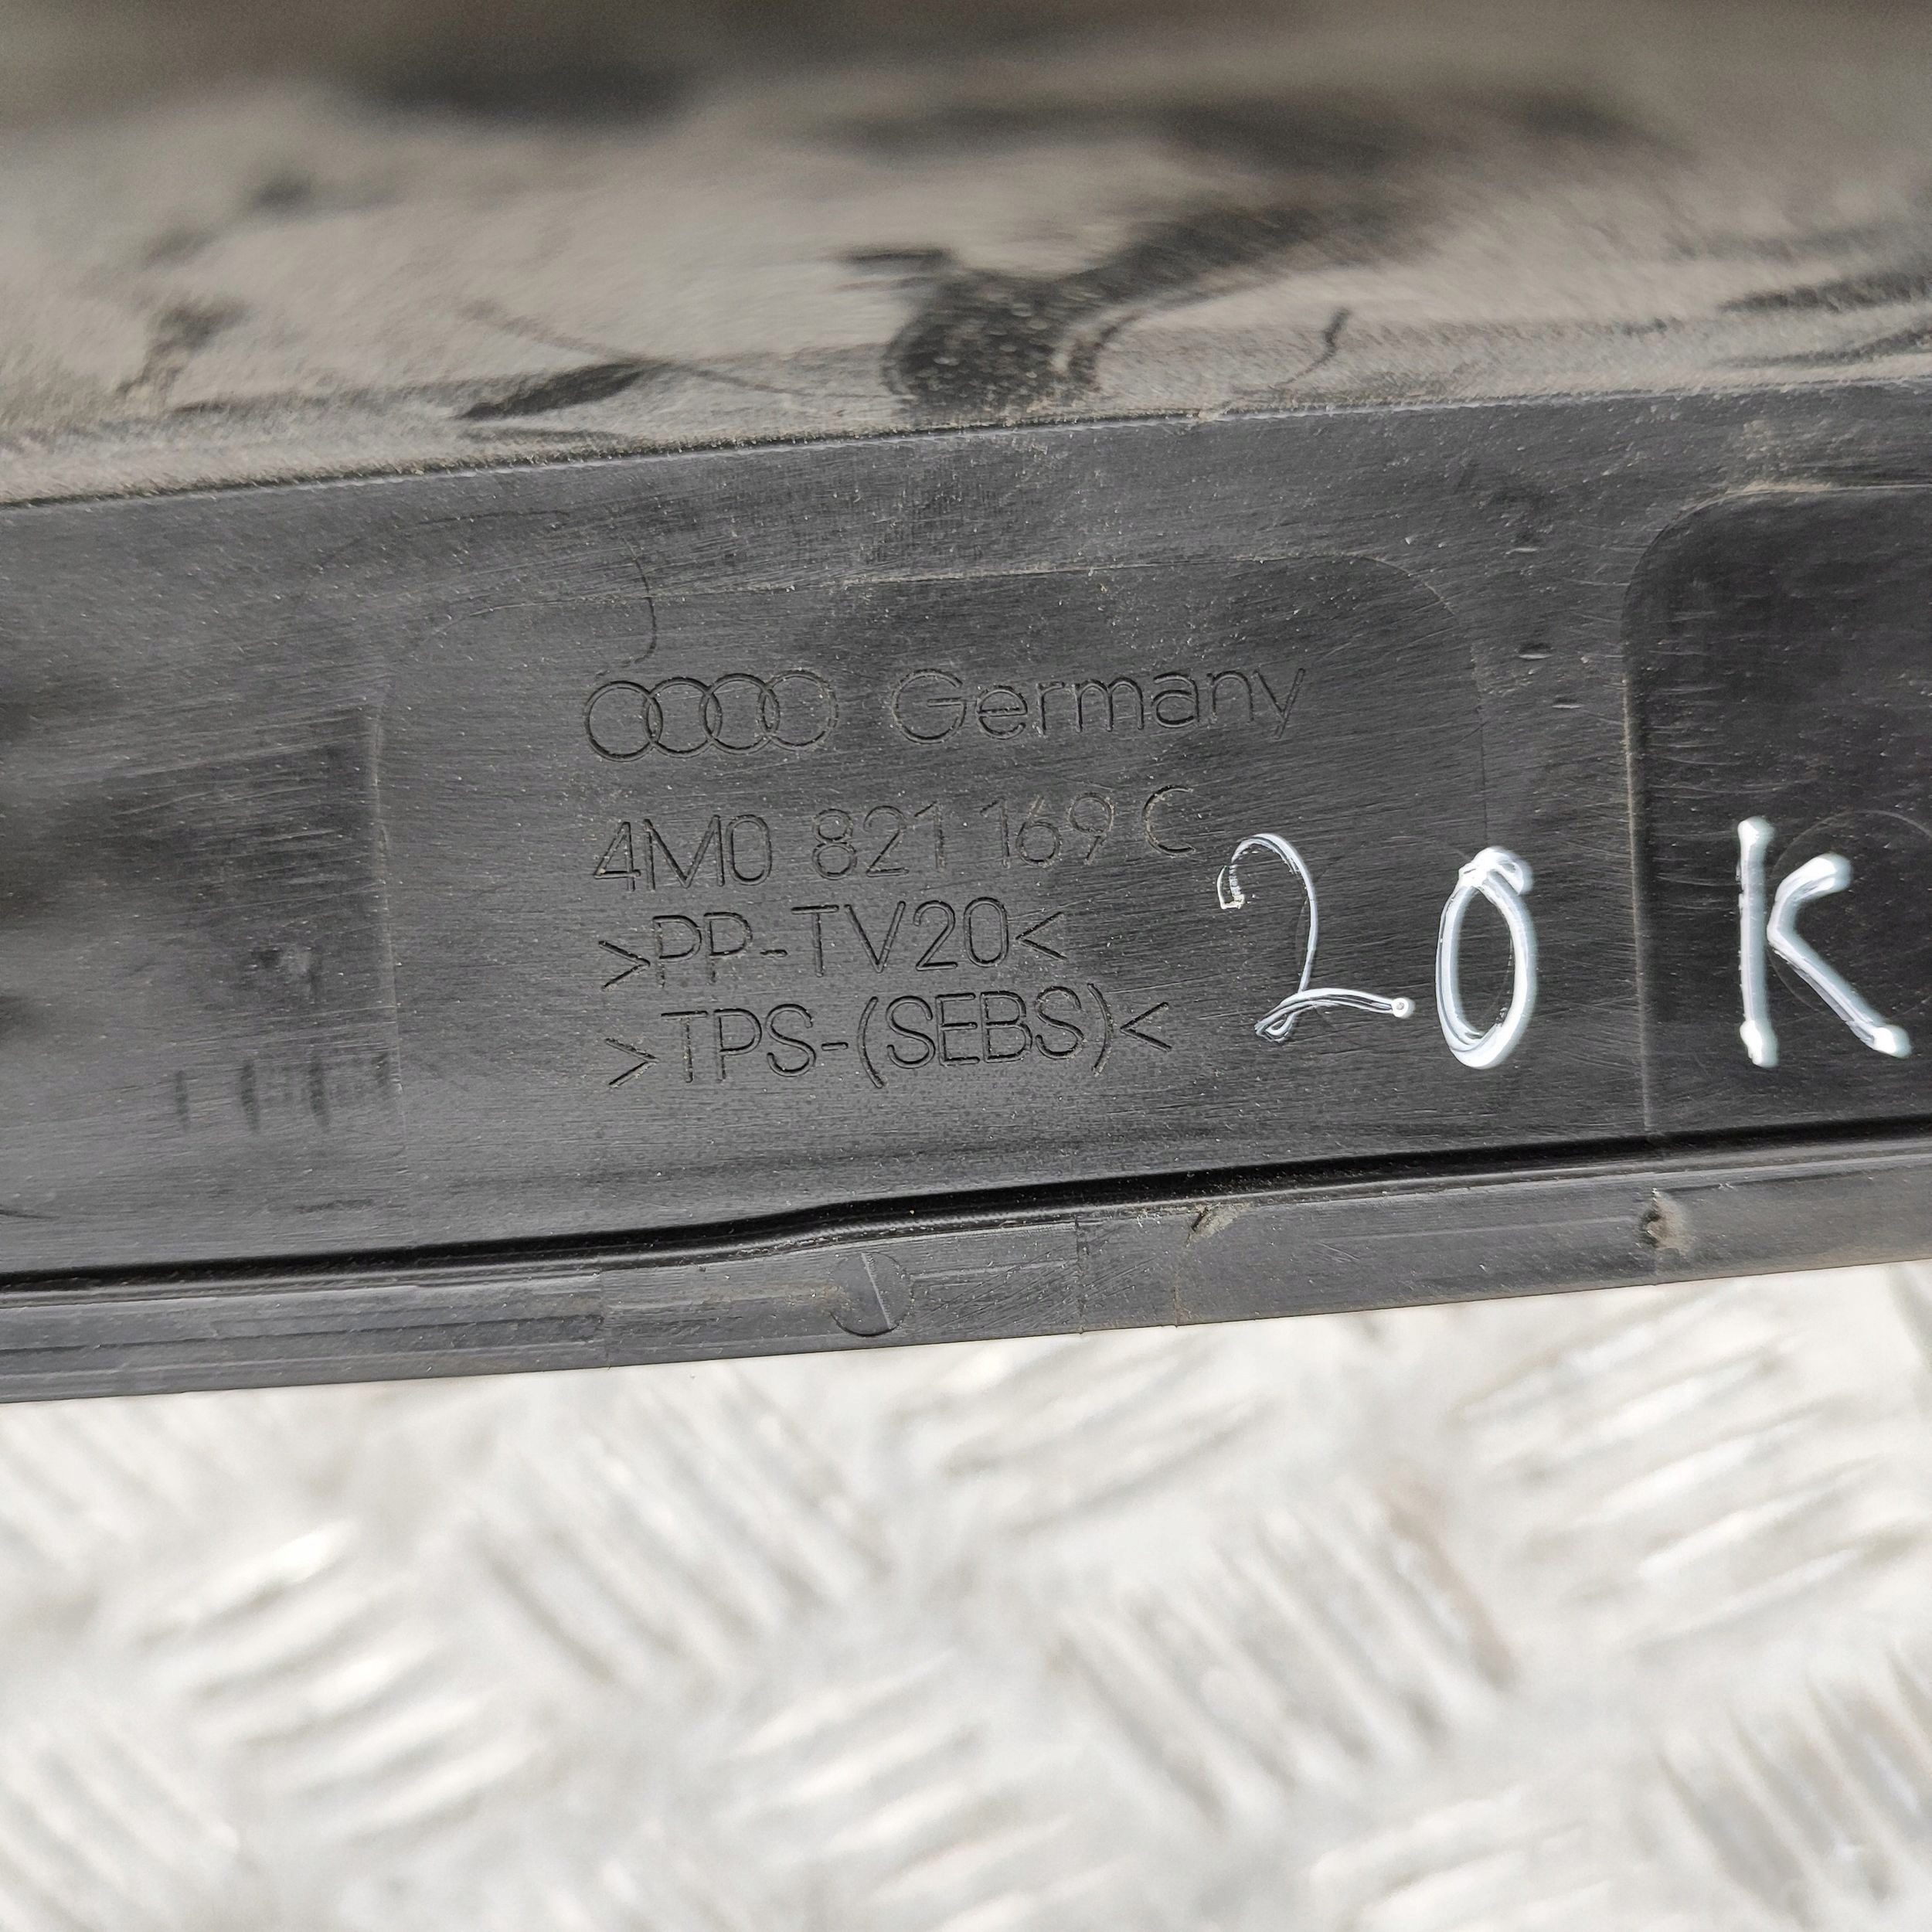 Germany
4M0 821 169 C
>PP-TV20<
>TPS-(SEBS)<
20 K